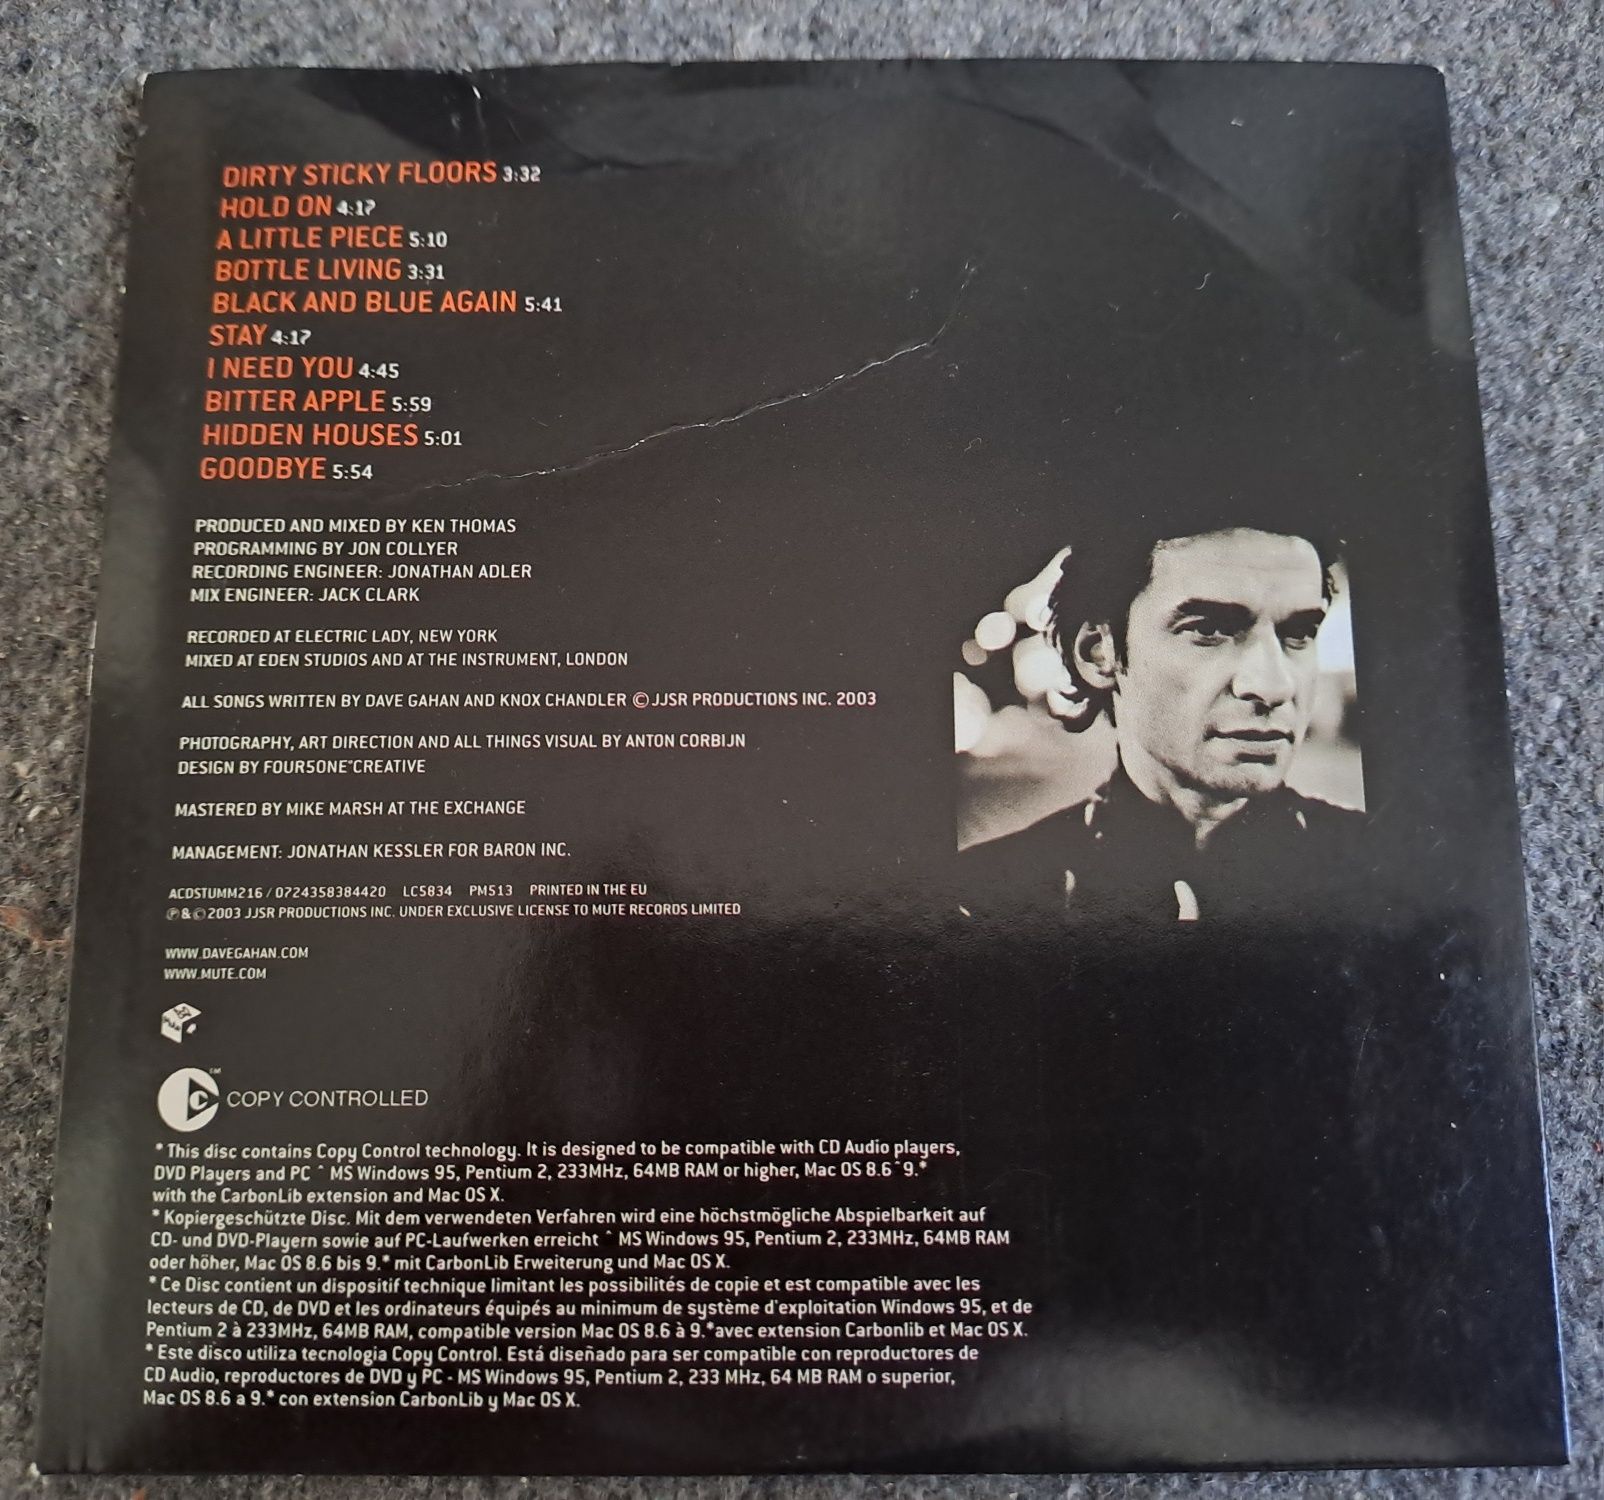 DIRTY STICKY FLOORS 3:32
HOLD ON 4:17
A LITTLE PIECE 5:10
BOTTLE LIVING 3:31
BLACK AND BLUE AGAIN 5:41
STAY 4:17
I NEED YOU 4:45
BITTER APPLE 5:59
HIDDEN HOUSES 5:01
GOODBYE 5:54
PRODUCED AND MIXED BY KEN THOMAS
PROGRAMMING BY JON COLLYER
RECORDING ENGINEER: JONATHAN ADLER
MIX ENGINEER: JACK CLARK
RECORDED AT ELECTRIC LADY, NEW YORK
MIXED AT EDEN STUDIOS AND AT THE INSTRUMENT, LONDON
ALL SONGS WRITTEN BY DAVE GAHAN AND KNOX CHANDLER © JJSR PRODUCTIONS INC. 2003
PHOTOGRAPHY, ART DIRECTION AND ALL THINGS VISUAL BY ANTON CORBIJN
DESIGN BY FOUR5ONE˚CREATIVE
MASTERED BY MIKE MARSH AT THE EXCHANGE
MANAGEMENT: JONATHAN KESSLER FOR BARON INC.
ACDSTUMM216 / 0724358384420 LC5834 PM513 PRINTED IN THE EU
℗ & © 2003 JJSR PRODUCTIONS INC. UNDER EXCLUSIVE LICENSE TO MUTE RECORDS LIMITED
WWW.DAVEGAHAN.COM
WWW.MUTE.COM
COPY CONTROLLED
* This disc contains Copy Control technology. It is designed to be compatible with CD Audio players,
DVD Players and PC ˆ MS Windows 95, Pentium 2, 233MHz, 64MB RAM or higher, Mac OS 8.6ˆ9.*
with the CarbonLib extension and Mac OS X.
* Kopiergeschützte Disc. Mit dem verwendeten Verfahren wird eine höchstmögliche Abspielbarkeit auf
CD- und DVD-Playern sowie auf PC-Laufwerken erreicht ˆ MS Windows 95, Pentium 2, 233MHz, 64MB RAM
oder höher, Mac OS 8.6 bis 9.* mit CarbonLib Erweiterung und Mac OS X.
* Ce Disc contient un dispositif technique limitant les possibilités de copie et est compatible avec les
lecteurs de CD, de DVD et les ordinateurs équipés au minimum de système d'exploitation Windows 95, et de
Pentium 2 à 233MHz, 64MB RAM, compatible version Mac OS 8.6 à 9.*avec extension Carbonlib et Mac OS X.
* Este disco utiliza tecnologia Copy Control. Está diseñado para ser compatible con reproductores de
CD Audio, reproductores de DVD y PC - MS Windows 95, Pentium 2, 233 MHz, 64 MB RAM o superior,
Mac OS 8.6 a 9.* con extension CarbonLib y Mac OS X.